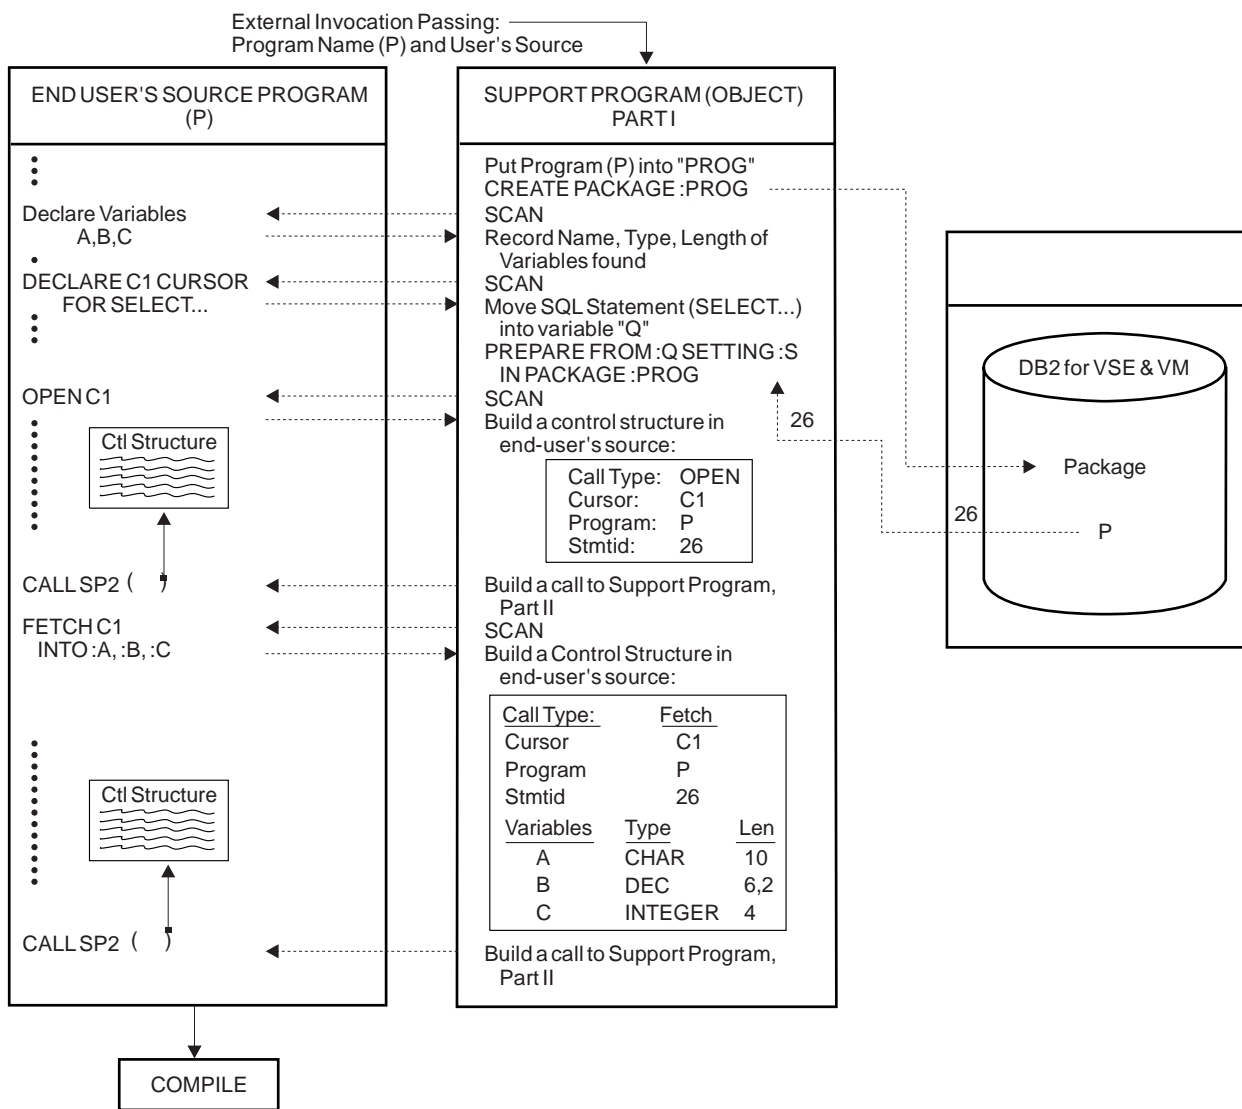 External Invocation Passing:
Program Name (P) and User's Source
END USER'S SOURCE PROGRAM
(P)
Declare Variables
A,B,C
DECLARE C1 CURSOR
FOR SELECT...
OPEN C1
Ctl Structure
CALL SP2 ( )
FETCH C1
INTO :A, :B, :C
Ctl Structure
CALL SP2 ( )
COMPILE
SUPPORT PROGRAM (OBJECT)
PART I
Put Program (P) into "PROG"
CREATE PACKAGE :PROG
SCAN
Record Name, Type, Length of
Variables found
SCAN
Move SQL Statement (SELECT...)
into variable "Q"
PREPARE FROM :Q SETTING :S
IN PACKAGE :PROG
SCAN
Build a control structure in
end-user's source:
Call Type: OPEN
Cursor: C1
Program: P
Stmtid: 26
Build a call to Support Program,
Part II
SCAN
Build a Control Structure in
end-user's source:
Call Type: Fetch
Cursor C1
Program P
Stmtid 26
Variables Type Len
A CHAR 10
B DEC 6,2
C INTEGER 4
Build a call to Support Program,
Part II
26
26
DB2 for VSE & VM
Package
P